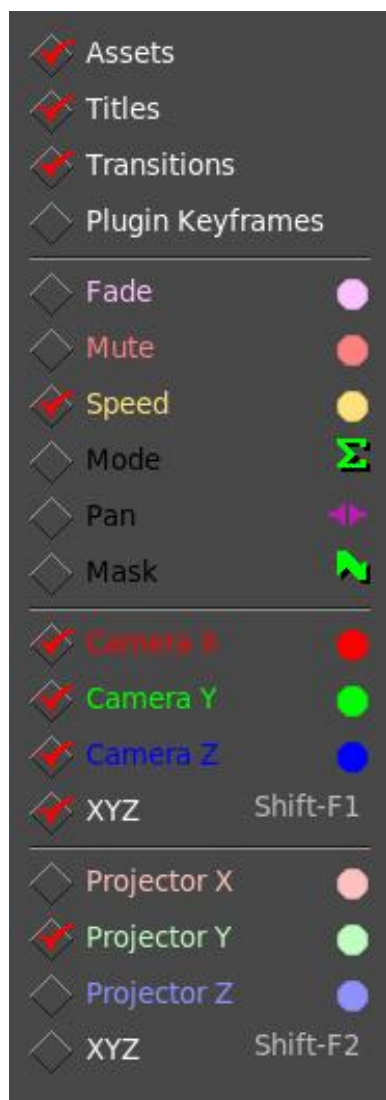 Assets
Titles
Transitions
Plugin Keyframes
Fade
Mute
Speed
Mode
Pan
Mask
Camera X
Camera Y
Camera Z
XYZ Shift-F1
Projector X
Projector Y
Projector Z
XYZ Shift-F2